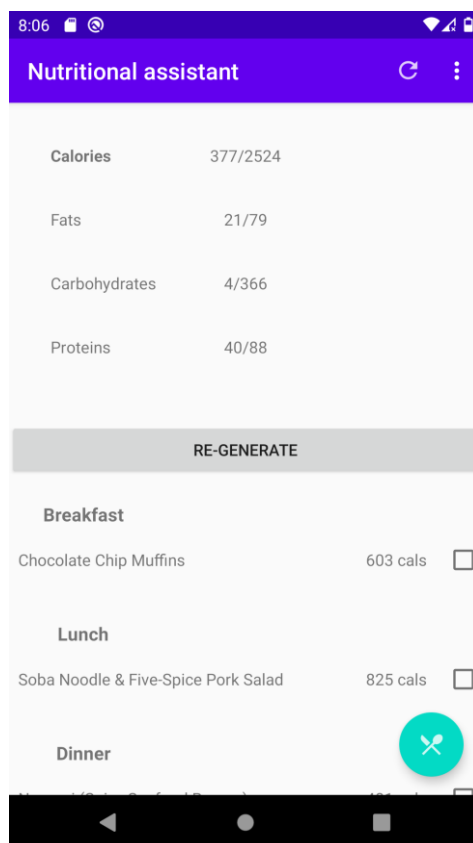 8:06
Nutritional assistant
Calories 377/2524
Fats 21/79
Carbohydrates 4/366
Proteins 40/88
RE-GENERATE
Breakfast
Chocolate Chip Muffins 603 cals
Lunch
Soba Noodle & Five-Spice Pork Salad 825 cals
Dinner